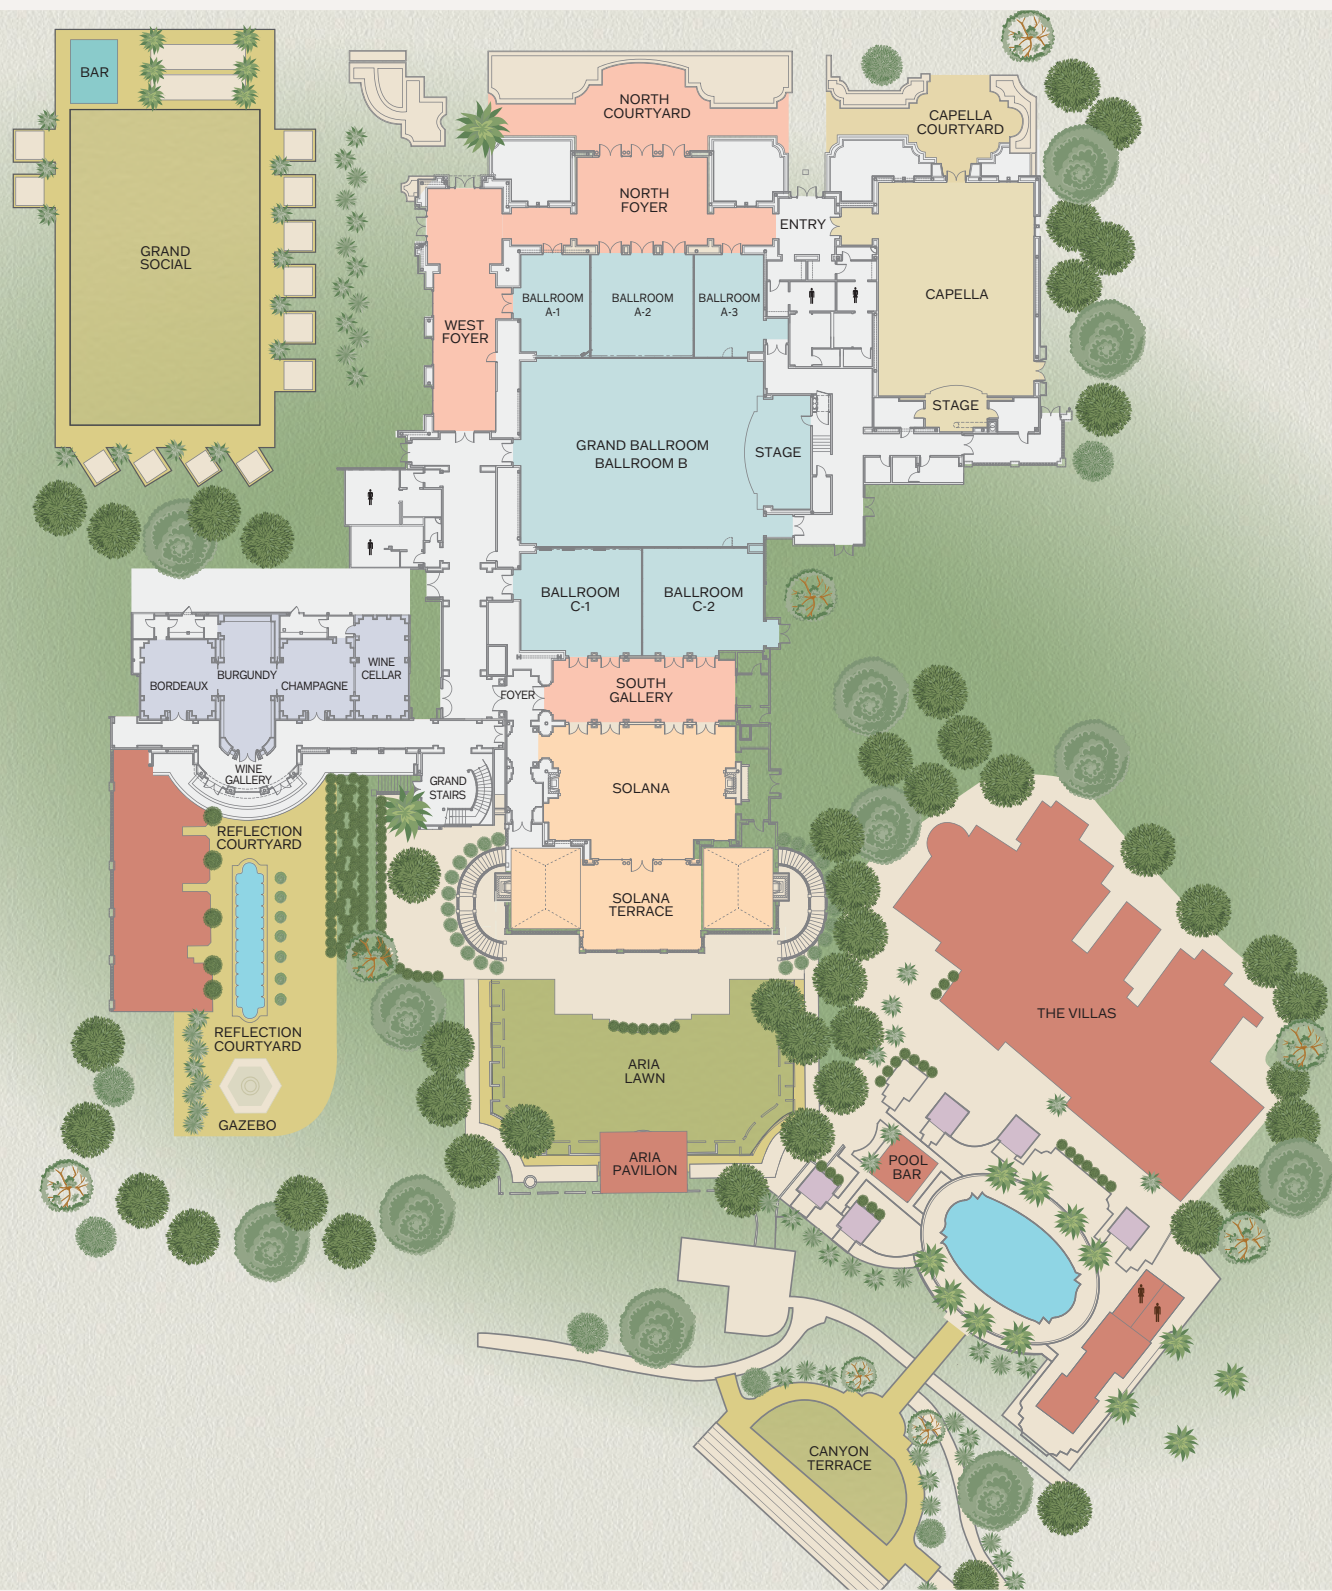 BAR
NORTH
COURTYARD
CAPELLA
COURTYARD
NORTH
FOYER
ENTRY
GRAND
SOCIAL
CAPELLA
BALLROOM
A-1
BALLROOM
A-2
BALLROOM
A-3
WEST
FOYER
STAGE
GRAND BALLROOM
BALLROOM B
STAGE
BALLROOM
C-1
BALLROOM
C-2
WINE
CELLAR
BURGUNDY
BORDEAUX
CHAMPAGNE
FOYER
SOUTH
GALLERY
WINE
GALLERY
GRAND
STAIRS
SOLANA
REFLECTION
COURTYARD
SOLANA
TERRACE
THE VILLAS
REFLECTION
COURTYARD
ARIA
LAWN
GAZEBO
ARIA
PAVILION
POOL
BAR
CANYON
TERRACE